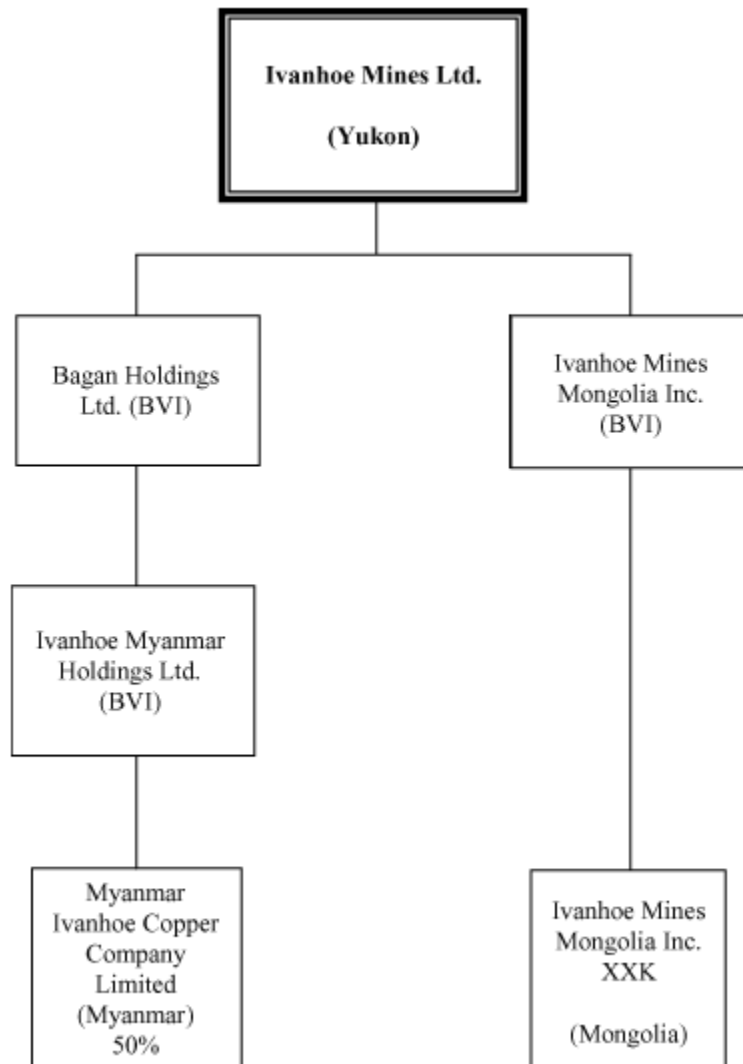 Ivanhoe Mines Ltd.
(Yukon)
Bagan Holdings
Ltd. (BVI)
Ivanhoe Mines
Mongolia Inc.
(BVI)
Ivanhoe Myanmar
Holdings Ltd.
(BVI)
Myanmar
Ivanhoe Copper
Company
Limited
(Myanmar)
50%
Ivanhoe Mines
Mongolia Inc.
XXK
(Mongolia)